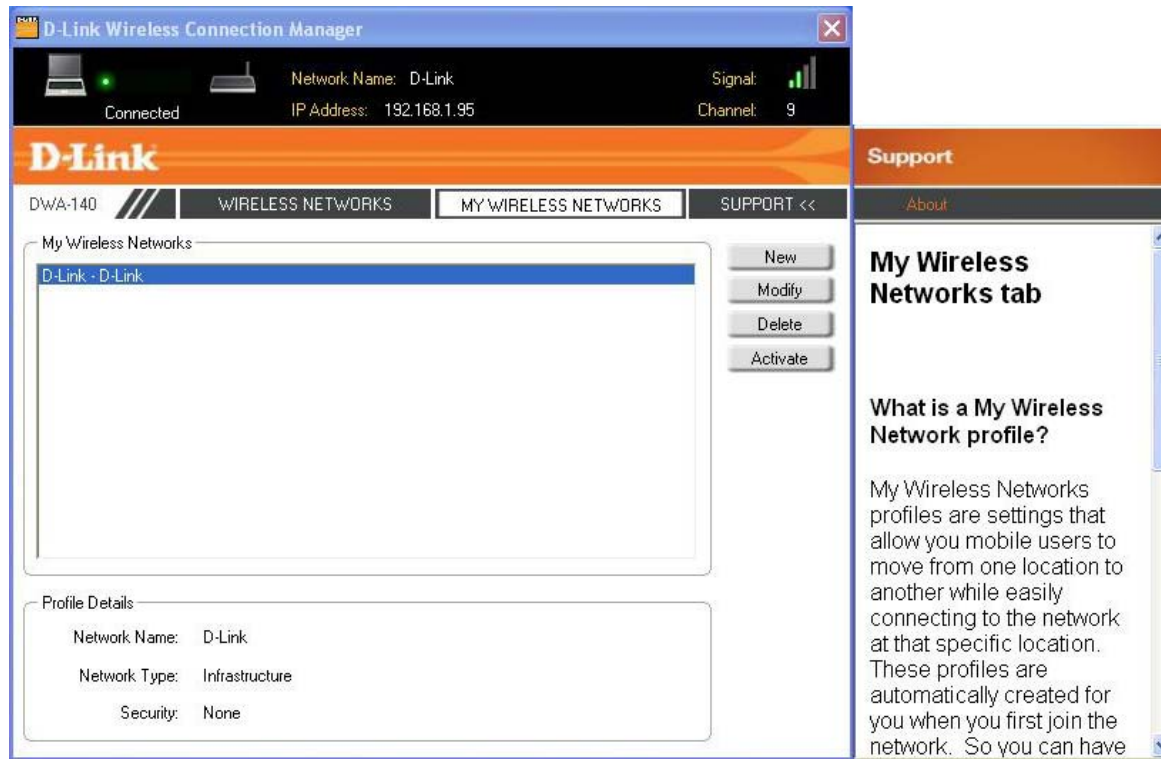 D-Link Wireless Connection Manager
Connected
Network Name: D-Link
IP Address: 192.168.1.95
Signal:
Channel: 9
D-Link
DWA-140
WIRELESS NETWORKS
MY WIRELESS NETWORKS
SUPPORT <<
My Wireless Networks
D-Link - D-Link
New
Modify
Delete
Activate
Profile Details
Network Name: D-Link
Network Type: Infrastructure
Security: None
Support
About
My Wireless
Networks tab
What is a My Wireless
Network profile?
My Wireless Networks
profiles are settings that
allow you mobile users to
move from one location to
another while easily
connecting to the network
at that specific location.
These profiles are
automatically created for
you when you first join the
network. So you can have